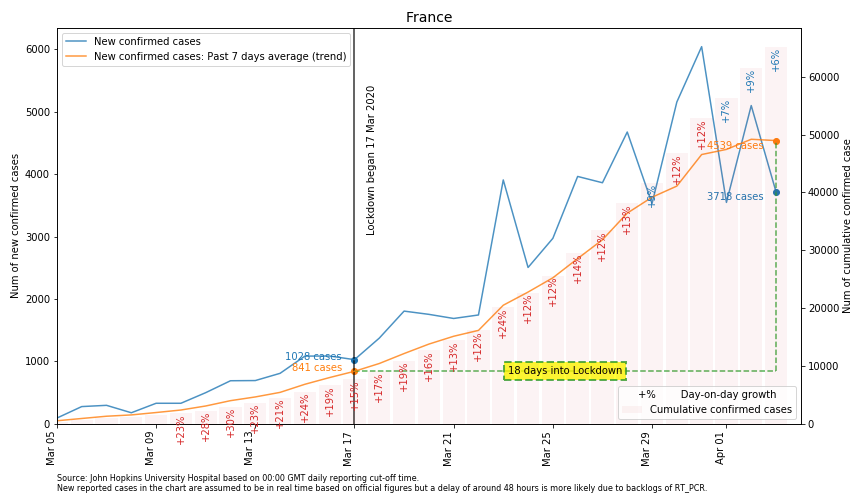 France
New confirmed cases
New confirmed cases: Past 7 days average (trend)
Num of new confirmed cases
6000
5000
4000
3000
2000
1000
0
Lockdown began 17 Mar 2020
1028 cases
841 cases
4539 cases
3718 cases
18 days into Lockdown
+23%
+28%
+30%
+23%
+21%
+24%
+19%
+15%
+17%
+19%
+16%
+13%
+12%
+24%
+12%
+12%
+14%
+12%
+13%
+12%
+12%
+7%
+9%
+6%
Num of cumulative confirmed case
60000
50000
40000
30000
20000
10000
0
+% Day-on-day growth
Cumulative confirmed cases
Mar 05
Mar 09
Mar 13
Mar 17
Mar 21
Mar 25
Mar 29
Apr 01
Source: John Hopkins University Hospital based on 00:00 GMT daily reporting cut-off time.
New reported cases in the chart are assumed to be in real time based on official figures but a delay of around 48 hours is more likely due to backlogs of RT_PCR.